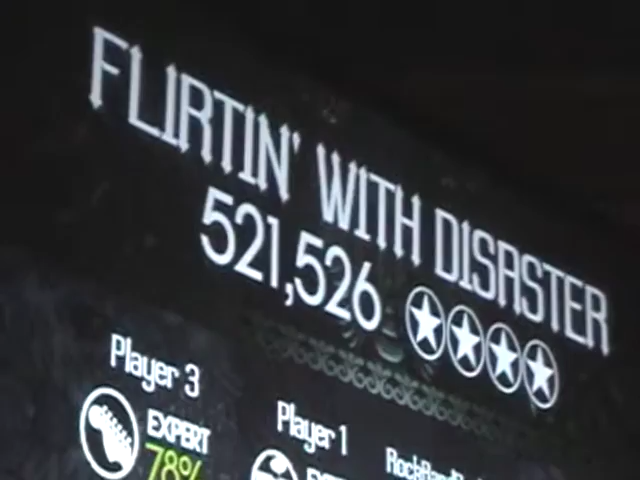 FLIRTIN' WITH DISASTER
521,526
Player 3
EXPERT
78%
Player 1